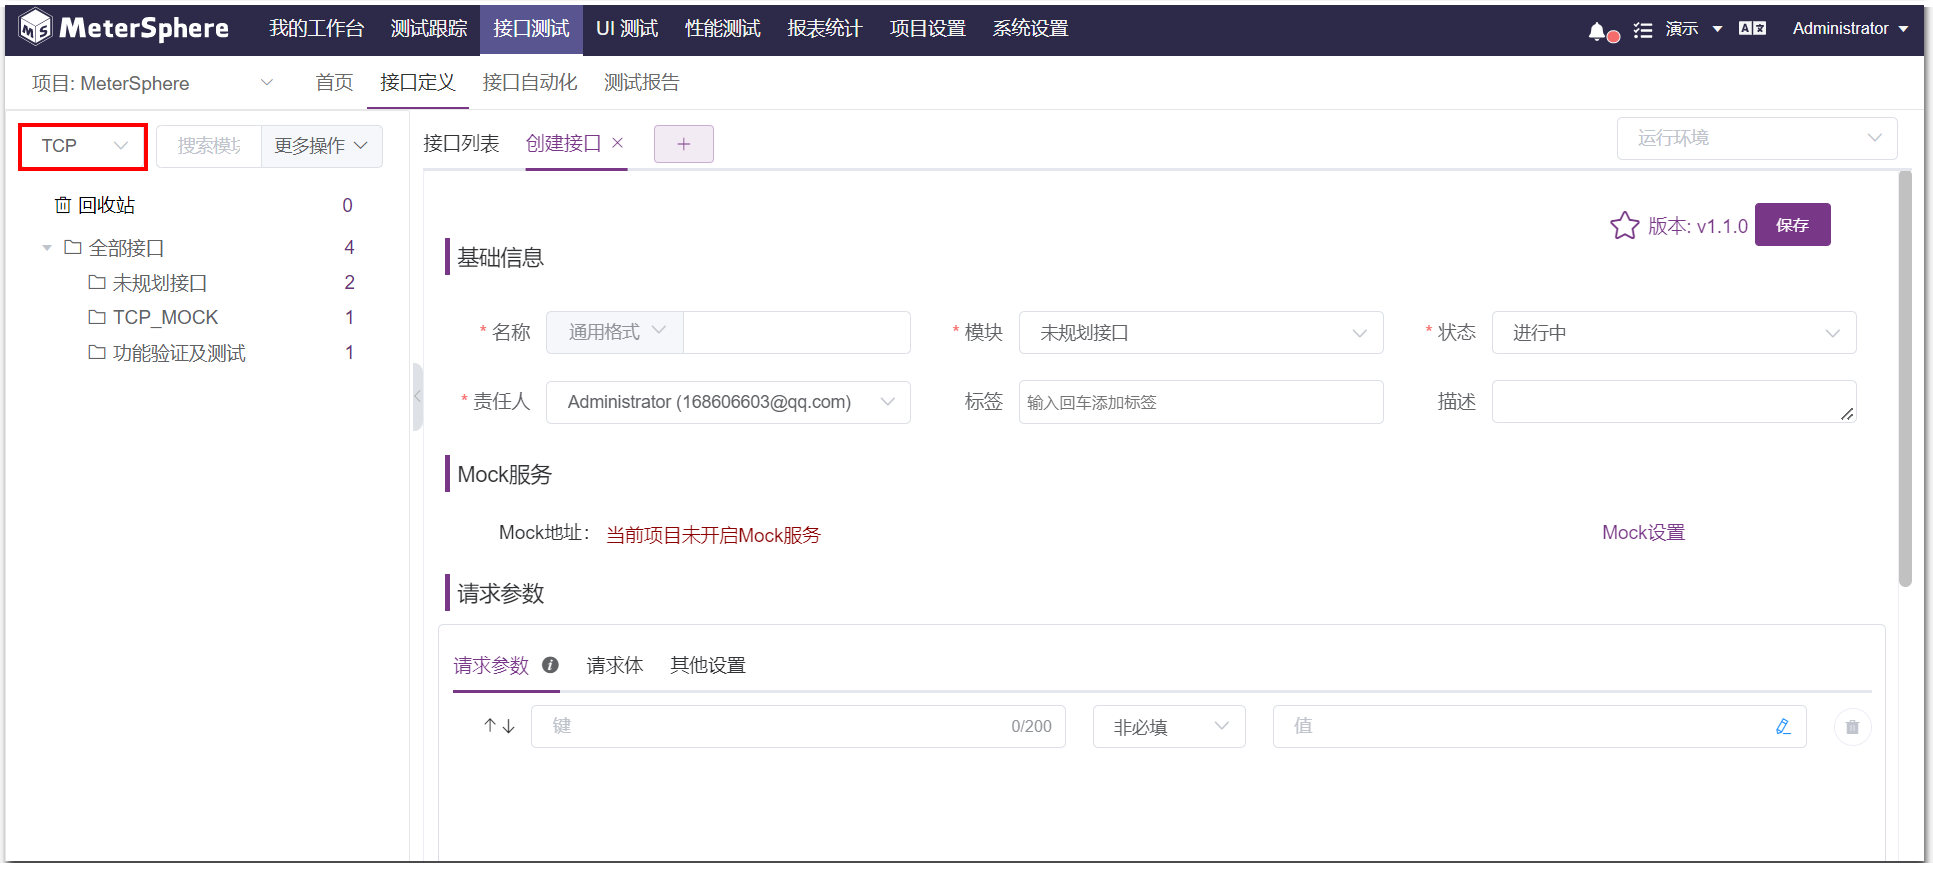 MeterSphere 我的工作台 测试跟踪 接口测试 UI 测试 性能测试 报表统计 项目设置 系统设置 演示 Administrator
项目: MeterSphere 首页 接口定义 接口自动化 测试报告
TCP 搜索模块 更多操作 接口列表 创建接口 + 运行环境
回收站 0
版本: v1.1.0 保存
全部接口 4
基础信息
未规划接口 2
TCP_MOCK 1
* 名称 通用格式 * 模块 未规划接口 * 状态 进行中
功能验证及测试 1
* 责任人 Administrator (168606603@qq.com) 标签 输入回车添加标签 描述
Mock服务
Mock地址： 当前项目未开启Mock服务 Mock设置
请求参数
请求参数 请求体 其他设置
键 0/200 非必填 值